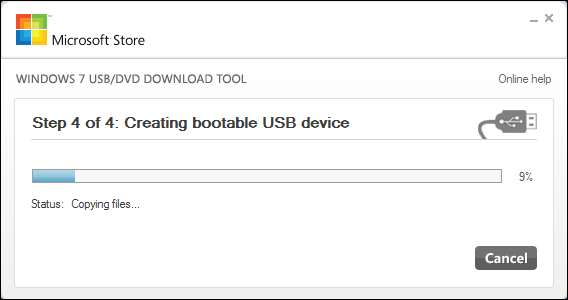 Microsoft Store
WINDOWS 7 USB/DVD DOWNLOAD TOOL
Online help
Step 4 of 4: Creating bootable USB device
9%
Status: Copying files...
Cancel